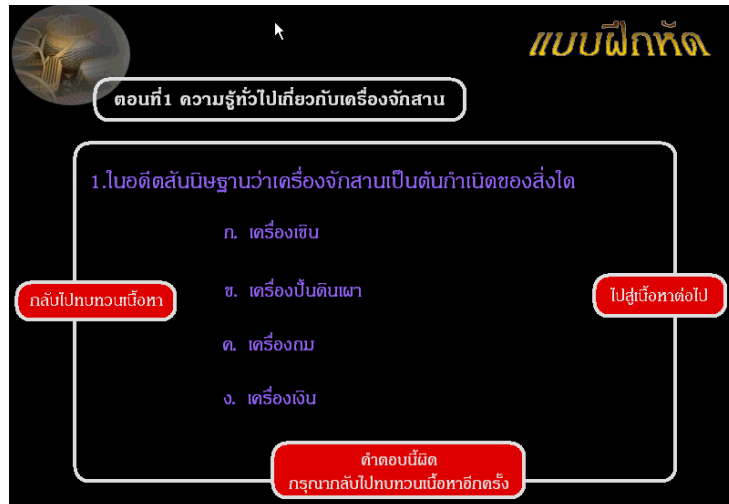 แบบฝึกหัด
ตอนที่1 ความรู้ทั่วไปเกี่ยวกับเครื่องจักสาน
1.ในอดีตสันนิษฐานว่าเครื่องจักสานเป็นต้นกำเนิดของสิ่งใด
ก. เครื่องเขิน
ข. เครื่องปั้นดินเผา
ค. เครื่องถม
ง. เครื่องเงิน
กลับไปทบทวนเนื้อหา
ไปสู่เนื้อหาต่อไป
คำตอบนี้ผิด
กรุณากลับไปทบทวนเนื้อหาอีกครั้ง